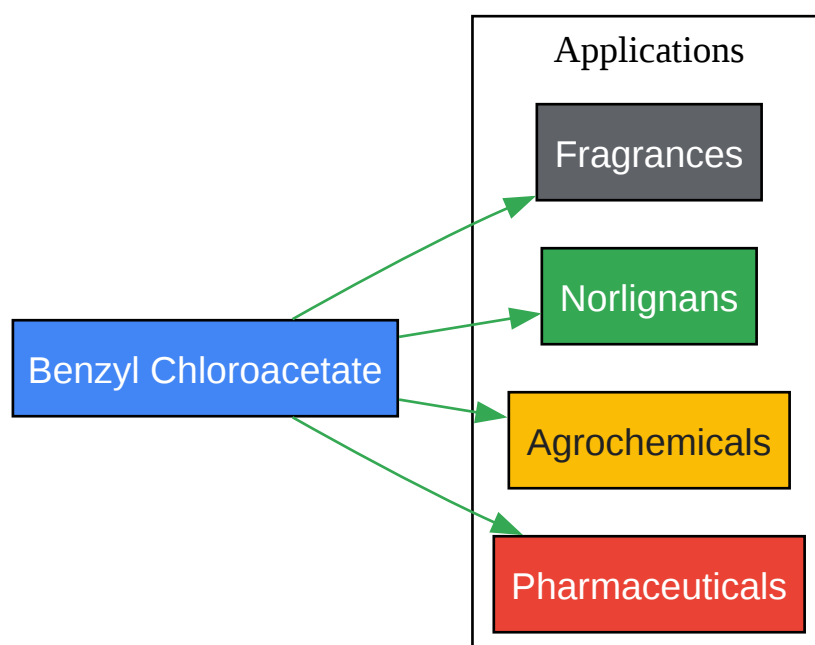 Applications
Fragrances
Norlignans
Benzyl Chloroacetate
Agrochemicals
Pharmaceuticals